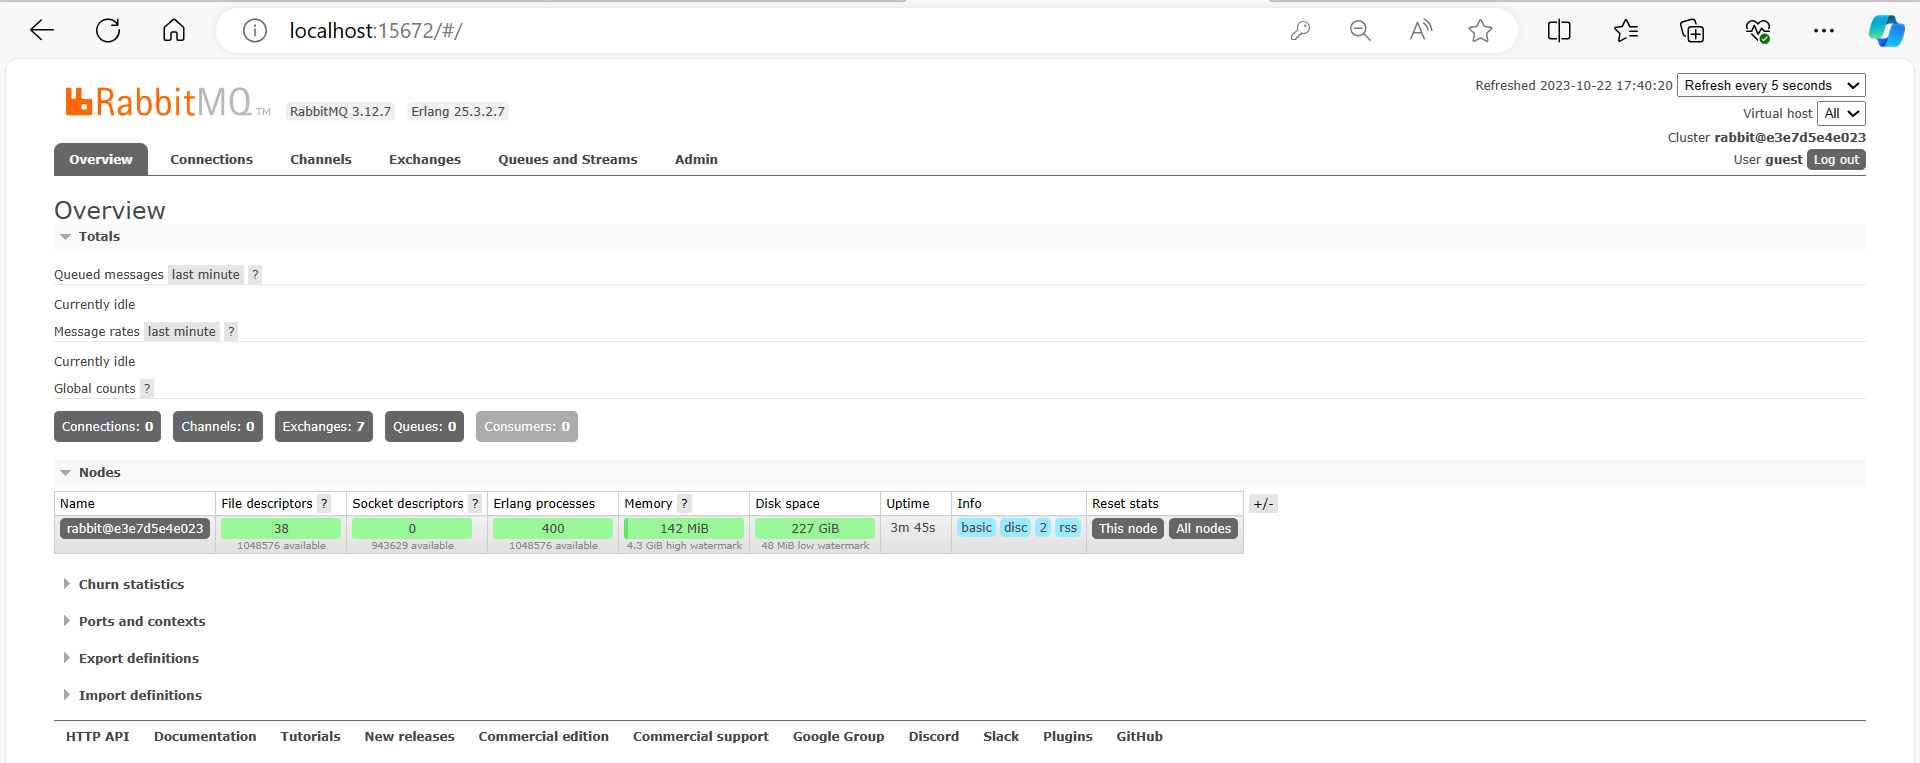 localhost:15672/#/
RabbitMQ TM RabbitMQ 3.12.7 Erlang 25.3.2.7
Refreshed 2023-10-22 17:40:20 Refresh every 5 seconds
Virtual host All
Cluster rabbit@e3e7d5e4e023
User guest Log out
Overview Connections Channels Exchanges Queues and Streams Admin
Overview
Totals
Queued messages last minute ?
Currently idle
Message rates last minute ?
Currently idle
Global counts ?
Connections: 0 Channels: 0 Exchanges: 7 Queues: 0 Consumers: 0
Nodes
Name File descriptors ? Socket descriptors ? Erlang processes Memory ? Disk space Uptime Info Reset stats +/-
rabbit@e3e7d5e4e023 38 0 400 142 MiB 227 GiB 3m 45s basic disc 2 rss This node All nodes
1048576 available 943629 available 1048576 available 4.3 GiB high watermark 48 MiB low watermark
Churn statistics
Ports and contexts
Export definitions
Import definitions
HTTP API Documentation Tutorials New releases Commercial edition Commercial support Google Group Discord Slack Plugins GitHub